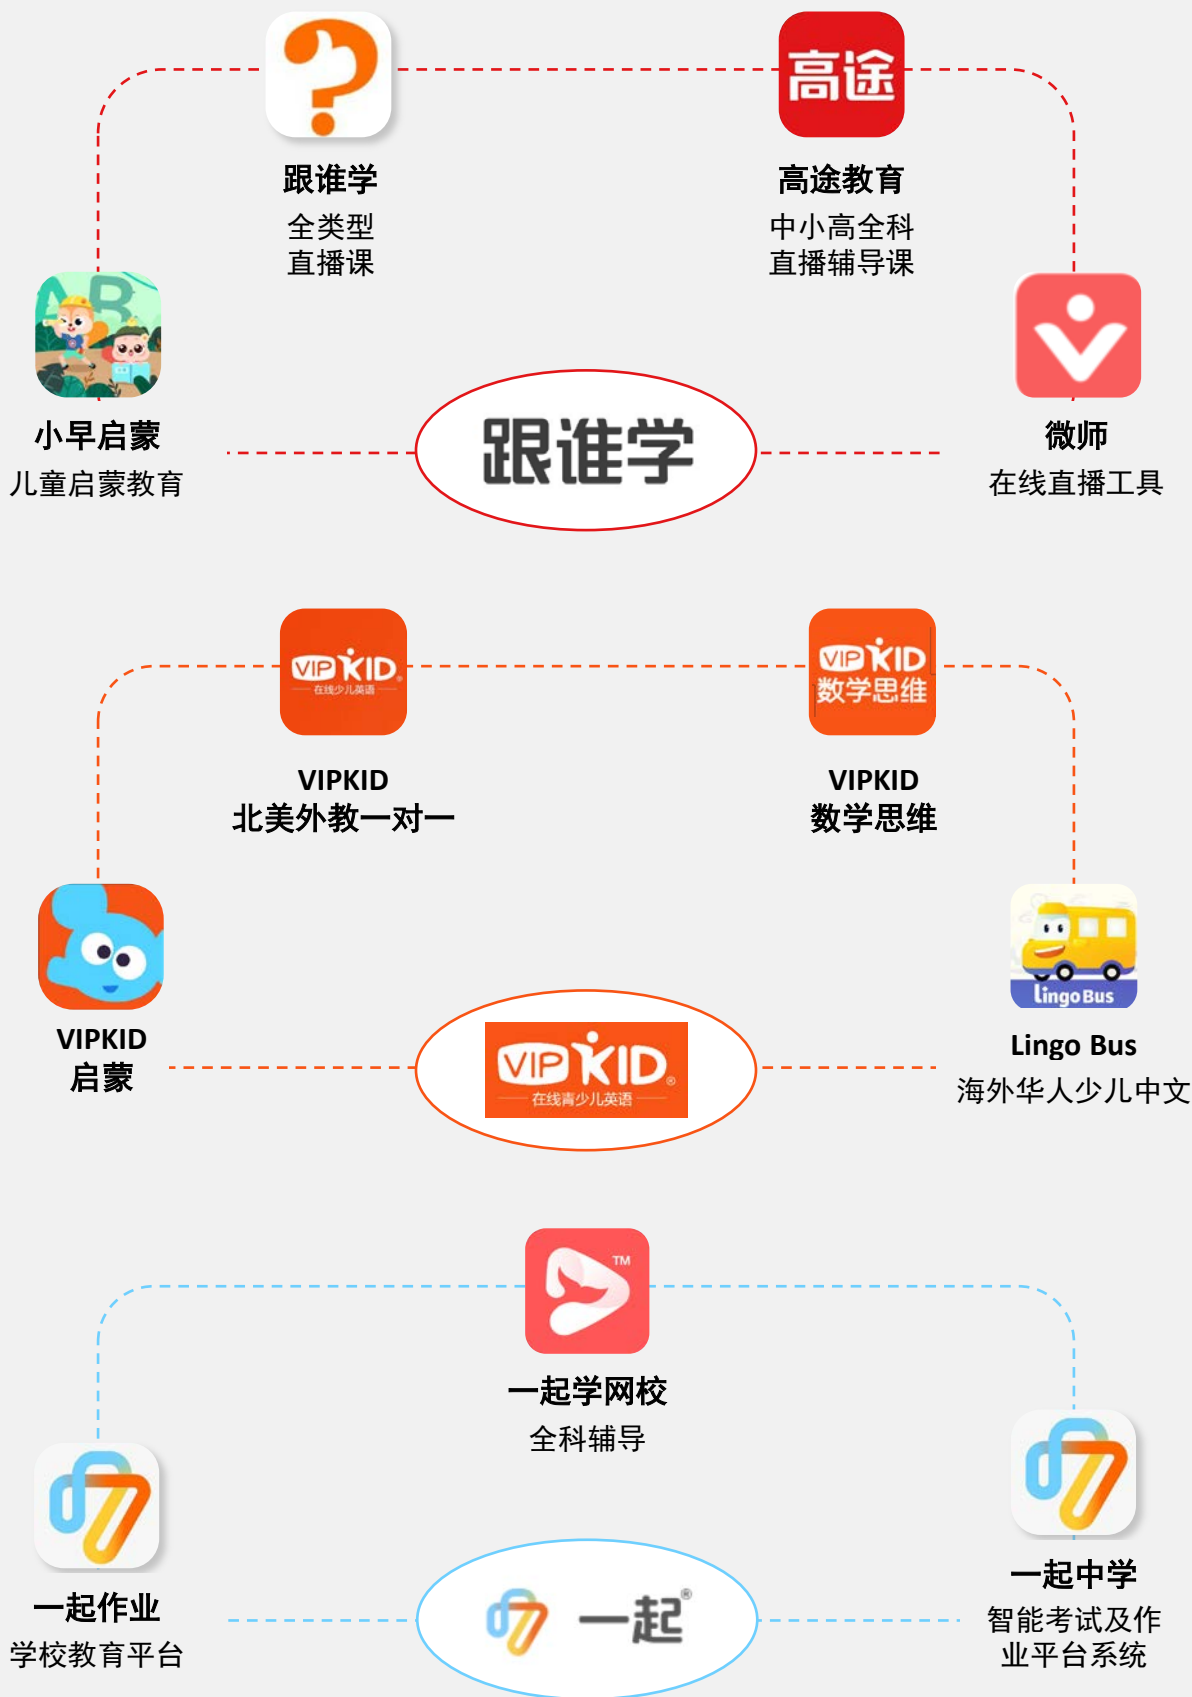 高途
跟谁学
全类型
直播课
高途教育
中小高全科
直播辅导课
AB
小早启蒙
儿童启蒙教育
跟谁学
微师
在线直播工具
VIPKID®
在线少儿英语
VIPKID
数学思维
VIPKID
北美外教一对一
VIPKID
数学思维
VIPKID
启蒙
VIPKID®
在线青少儿英语
lingo Bus
Lingo Bus
海外华人少儿中文
TM
一起学网校
全科辅导
一起作业
学校教育平台
一起®
一起中学
智能考试及作
业平台系统